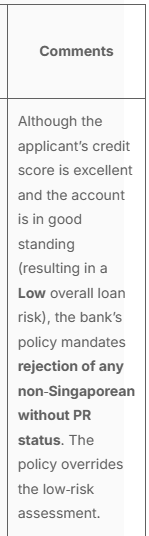 Comments
Although the
applicant's credit
score is excellent
and the account
is in good
standing
(resulting in a
Low overall loan
risk), the bank's
policy mandates
rejection of any
non-Singaporean
without PR
status. The
policy overrides
the low-risk
assessment.